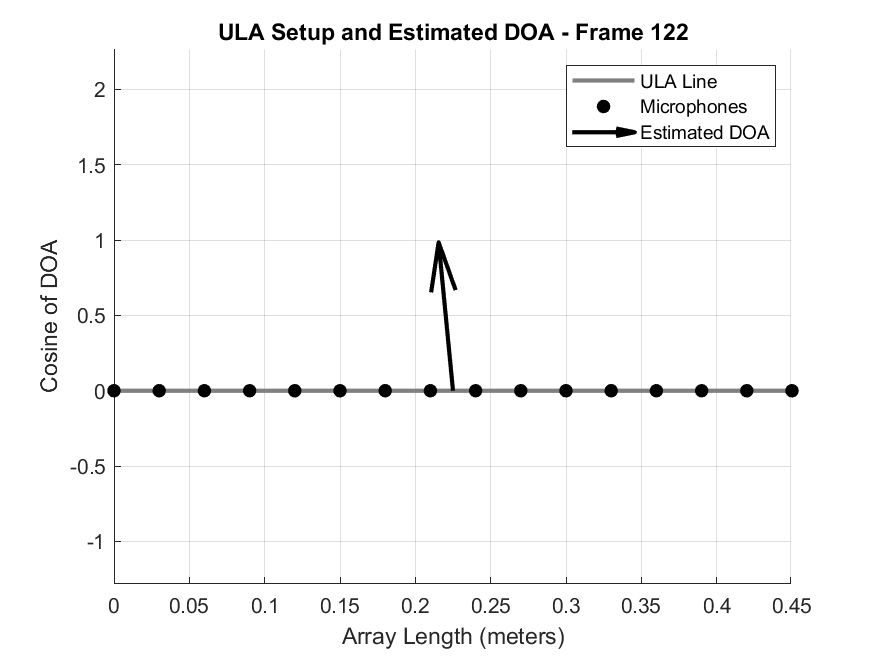 ULA Setup and Estimated DOA - Frame 122
ULA Line
Microphones
Estimated DOA
Cosine of DOA
2
1.5
1
0.5
0
-0.5
-1
0 0.05 0.1 0.15 0.2 0.25 0.3 0.35 0.4 0.45
Array Length (meters)